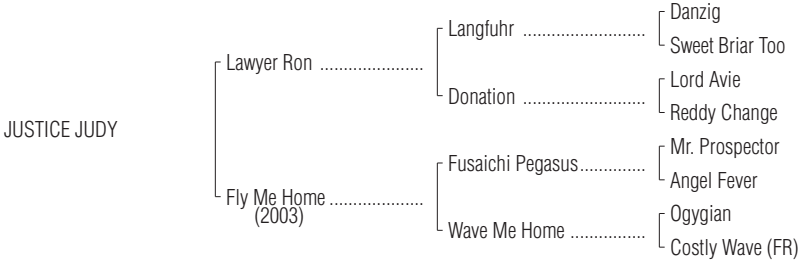 Danzig
Langfuhr ..........................
Sweet Briar Too
Lawyer Ron ......................
Lord Avie
Donation ..........................
Reddy Change
JUSTICE JUDY
Mr. Prospector
Fusaichi Pegasus..............
Angel Fever
Fly Me Home ....................
(2003)
Ogygian
Wave Me Home ................
Costly Wave (FR)